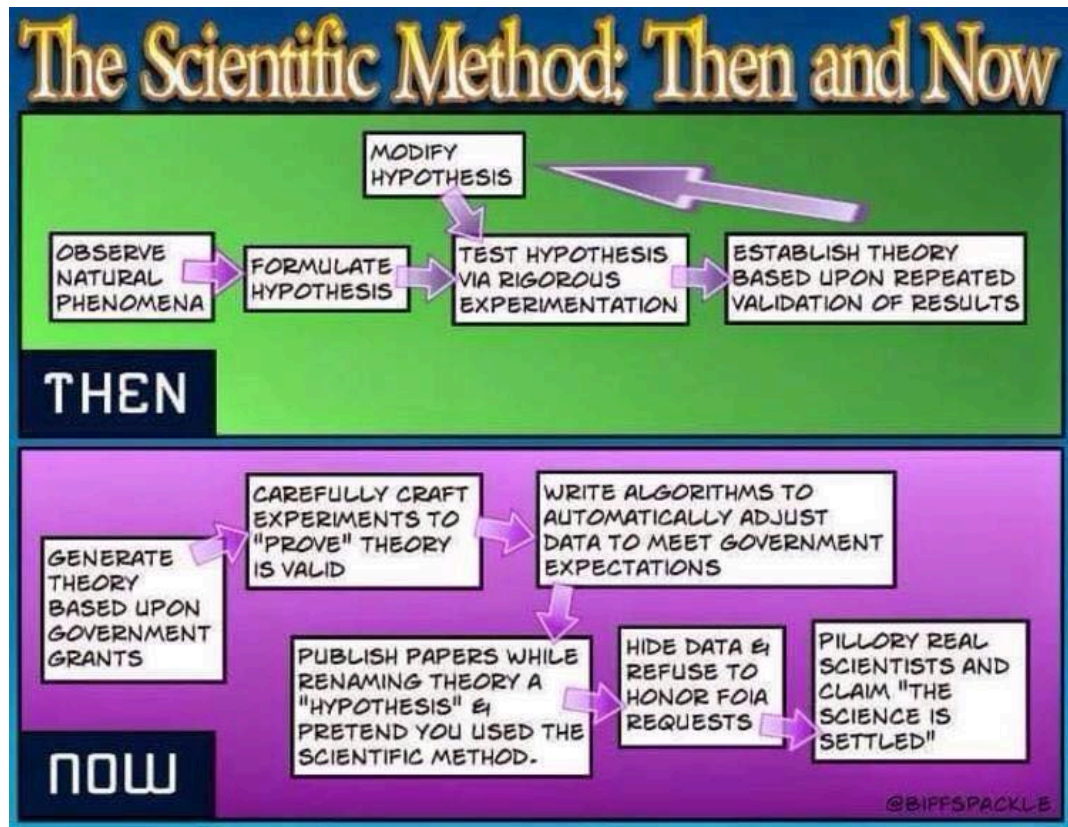 The Scientific Method: Then and Now
MODIFY
HYPOTHESIS
OBSERVE
NATURAL
PHENOMENA
FORMULATE
HYPOTHESIS
TEST HYPOTHESIS
VIA RIGOROUS
EXPERIMENTATION
ESTABLISH THEORY
BASED UPON REPEATED
VALIDATION OF RESULTS
THEN
GENERATE
THEORY
BASED UPON
GOVERNMENT
GRANTS
CAREFULLY CRAFT
EXPERIMENTS TO
"PROVE" THEORY
IS VALID
WRITE ALGORITHMS TO
AUTOMATICALLY ADJUST
DATA TO MEET GOVERNMENT
EXPECTATIONS
PUBLISH PAPERS WHILE
RENAMING THEORY A
"HYPOTHESIS" &
PRETEND YOU USED THE
SCIENTIFIC METHOD.
HIDE DATA &
REFUSE TO
HONOR FOIA
REQUESTS
PILLORY REAL
SCIENTISTS AND
CLAIM "THE
SCIENCE IS
SETTLED"
NOW
@BIFFSPACKLE